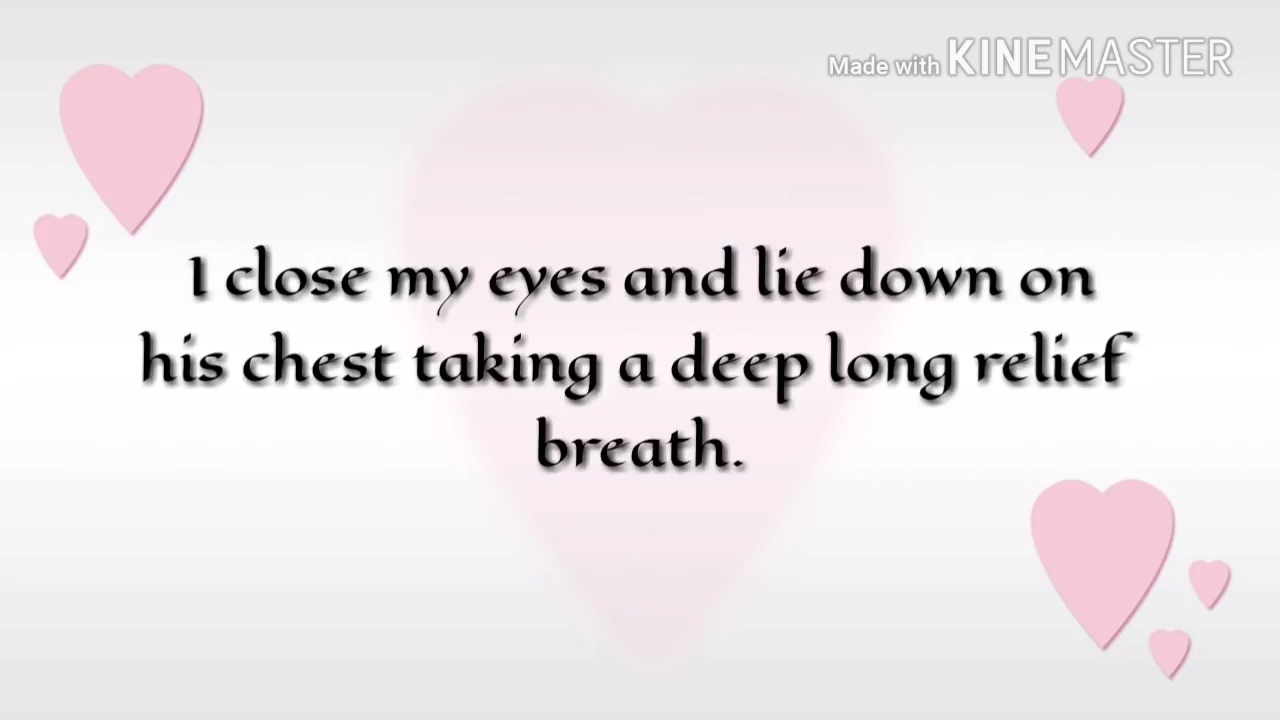 Made with KINEMASTER
I close my eyes and lie down on
his chest taking a deep long relief
breath.